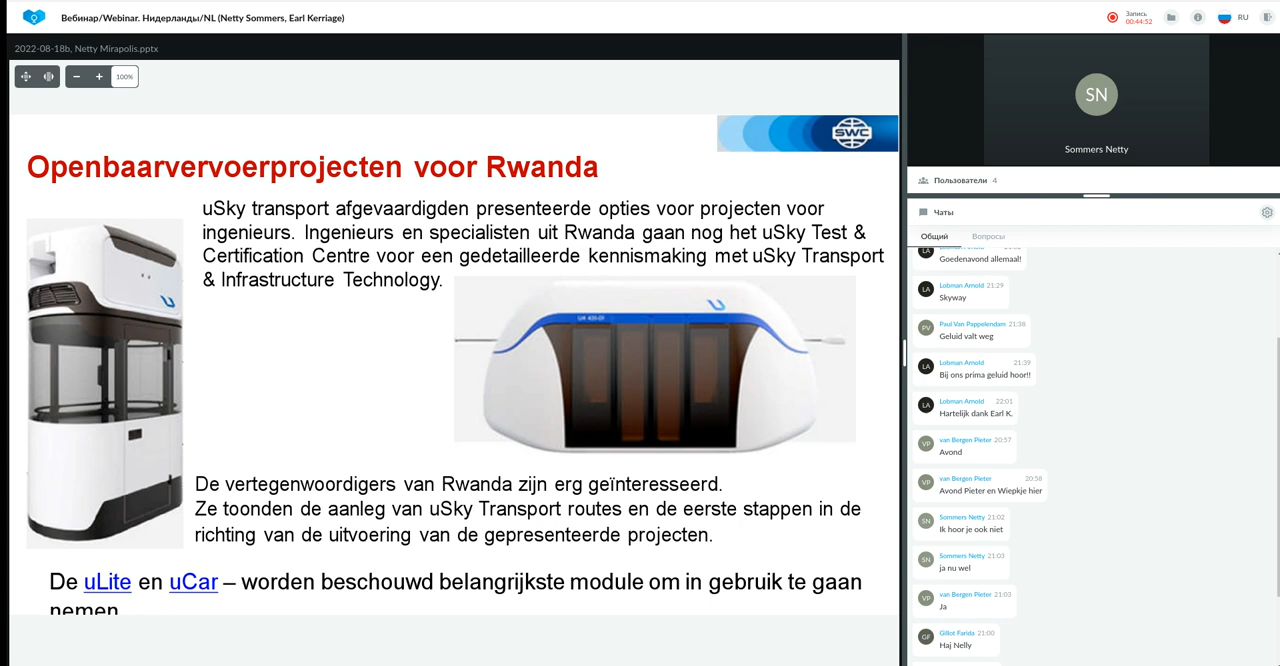 Вебинар/Webinar. Нидерланды/NL (Netty Sommers, Earl Kerriage)
Запись
00:44:52
RU
2022-08-18b, Netty Mirapolis.pptx
100%
SWC
Openbaarvervoerprojecten voor Rwanda
uSky transport afgevaardigden presenteerde opties voor projecten voor
ingenieurs. Ingenieurs en specialisten uit Rwanda gaan nog het uSky Test &
Certification Centre voor een gedetailleerde kennismaking met uSky Transport
& Infrastructure Technology.
De vertegenwoordigers van Rwanda zijn erg geïnteresseerd.
Ze toonden de aanleg van uSky Transport routes en de eerste stappen in de
richting van de uitvoering van de gepresenteerde projecten.
De uLite en uCar – worden beschouwd belangrijkste module om in gebruik te gaan
nemen
SN
Sommers Netty
Пользователи 4
Чаты
Общий Вопросы
LA
Goedenavond allemaal!
LA Lobman Arnold 21:29
Skyway
PV Paul Van Pappelendam 21:38
Geluid valt weg
LA Lobman Arnold 21:39
Bij ons prima geluid hoor!!
LA Lobman Arnold 22:01
Hartelijk dank Earl K.
VP van Bergen Pieter 20:57
Avond
VP van Bergen Pieter 20:58
Avond Pieter en Wiepkje hier
SN Sommers Netty 21:02
Ik hoor je ook niet
SN Sommers Netty 21:03
ja nu wel
VP van Bergen Pieter 21:03
Ja
GF Gillot Farida 21:00
Haj Nelly